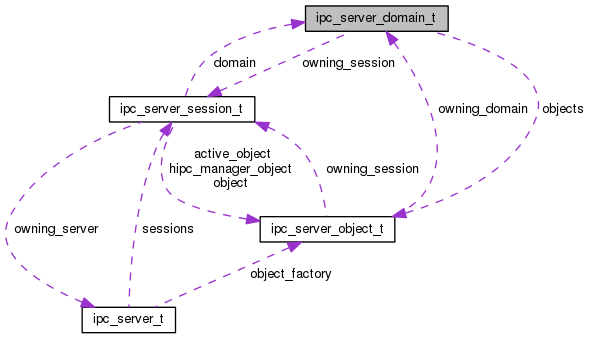 ipc_server_domain_t
domain
owning_session
ipc_server_session_t
owning_domain
objects
active_object
hipc_manager_object
object
owning_session
owning_server
sessions
ipc_server_object_t
object_factory
ipc_server_t